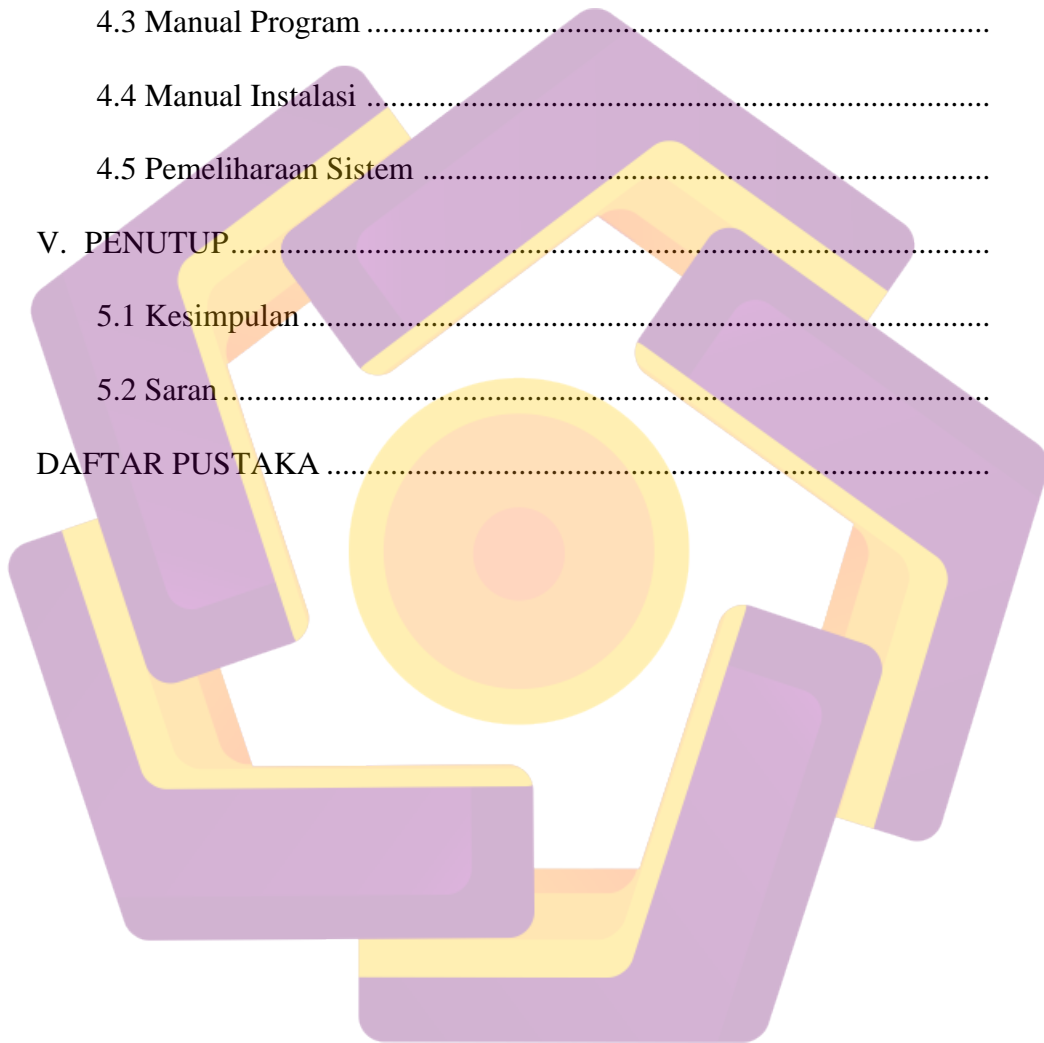 4.3 Manual Program ..............................................................................
4.4 Manual Instalasi ..............................................................................
4.5 Pemeliharaan Sistem ......................................................................
V. PENUTUP..............................................................................................
5.1 Kesimpulan.....................................................................................
5.2 Saran ...............................................................................................
DAFTAR PUSTAKA ..................................................................................